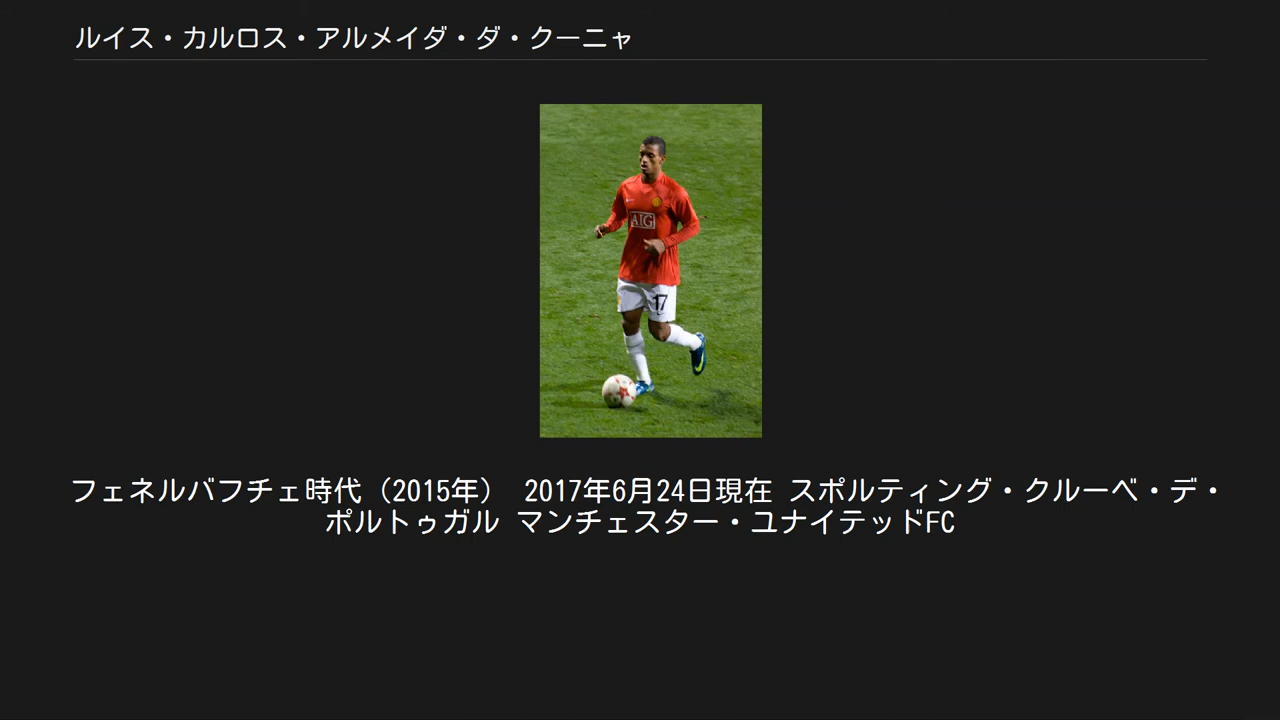 ルイス・カルロス・アルメイダ・ダ・クーニャ
AIG
17
フェネルバフチェ時代（2015年） 2017年6月24日現在 スポルティング・クルーベ・デ・
ポルトゥガル マンチェスター・ユナイテッドFC